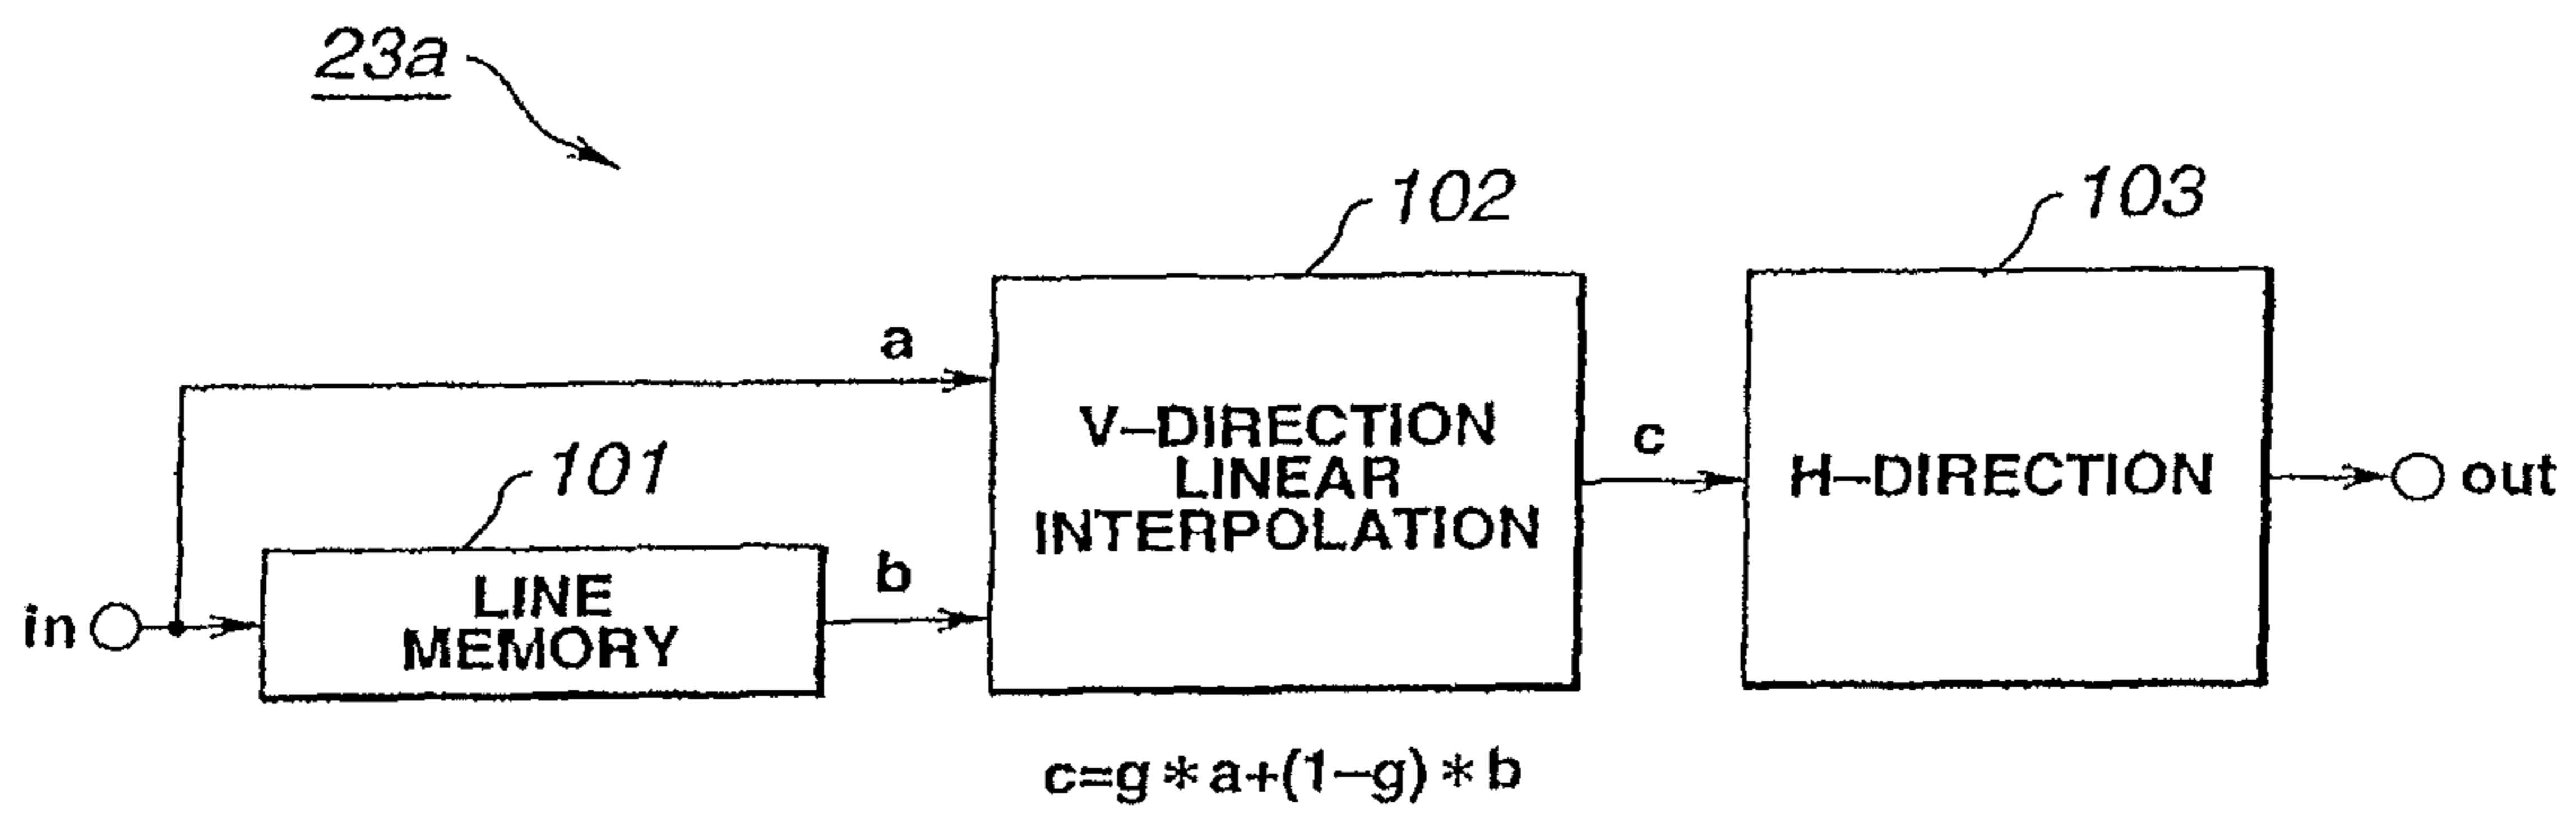 23a
102
103
a
V-DIRECTION
LINEAR
INTERPOLATION
c
H-DIRECTION
out
101
b
in
LINE
MEMORY
c=g*a+(1-g)*b